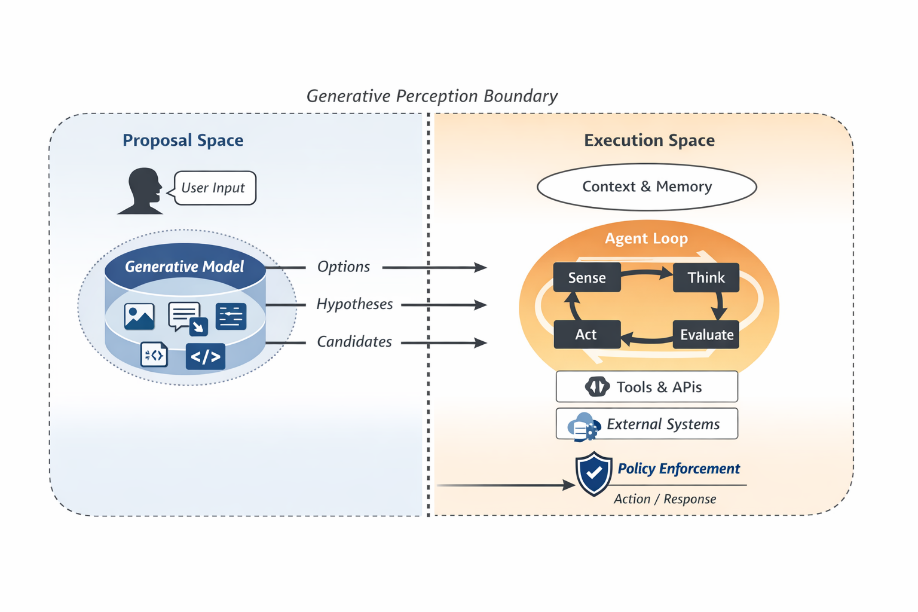 Generative Perception Boundary
Proposal Space
User Input
Generative Model
</>
</>
Options
Hypotheses
Candidates
Execution Space
Context & Memory
Agent Loop
Sense
Think
Act
Evaluate
Tools & APis
External Systems
Policy Enforcement
Action / Response